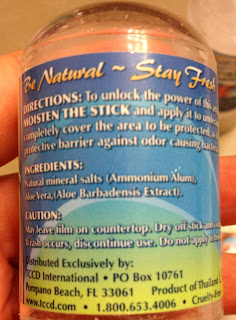 Be Natural ~ Stay Fresh
DIRECTIONS: To unlock the power of this
MOISTEN THE STICK and apply it to
completely cover the area to be protected,
protective barrier against odor causing
INGREDIENTS:
Natural mineral salts (Ammonium Alum),
Aloe Vera,(Aloe Barbadensis Extract).
CAUTION:
May leave film on countertop. Dry off stick and
If rash occurs, discontinue use. Do not apply to
Distributed Exclusively by:
TCCD International • PO Box 10761
Pompano Beach, FL 33061 Product of Thailand
www.tccd.com • 1.800.653.4006 • Cruelty-Free